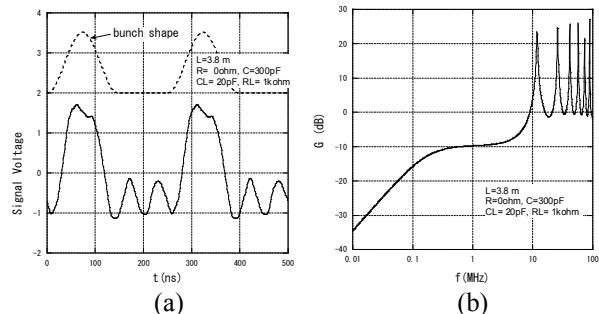 (a)
4
3
2
1
0
-1
-2
0
100
200
300
400
500
Signal Voltage
t(ns)
bunch shape
L=3.8 m
R= 0ohm, C=300pF
CL= 20pF, RL= 1kohm
(a)
30
20
10
0
-10
-20
-30
-40
0.01
0.1
1
10
100
G (dB)
f(MHz)
L=3.8 m
R=0ohm, C=300pF
CL= 20pF, RL= 1kohm
(b)